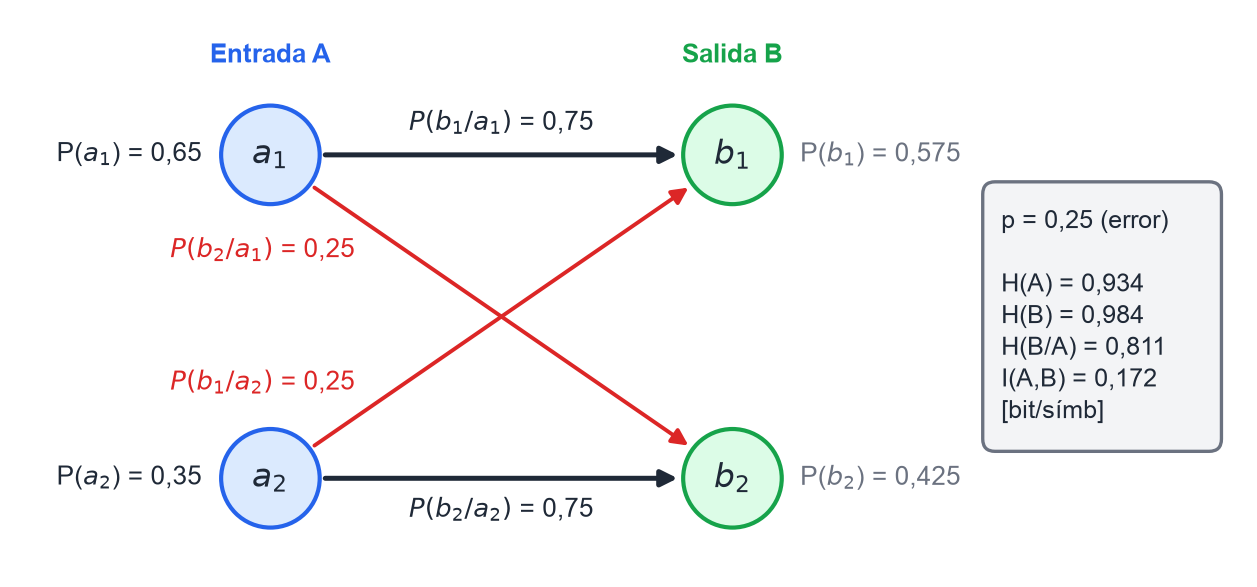 Entrada A
Salida B
P(b₁/a₁) = 0,75
P(a₁) = 0,65
a₁
b₁
P(b₁) = 0,575
P(b₂/a₁) = 0,25
P(b₁/a₂) = 0,25
P(a₂) = 0,35
a₂
b₂
P(b₂) = 0,425
P(b₂/a₂) = 0,75
p = 0,25 (error)
H(A) = 0,934
H(B) = 0,984
H(B/A) = 0,811
I(A,B) = 0,172
[bit/símb]